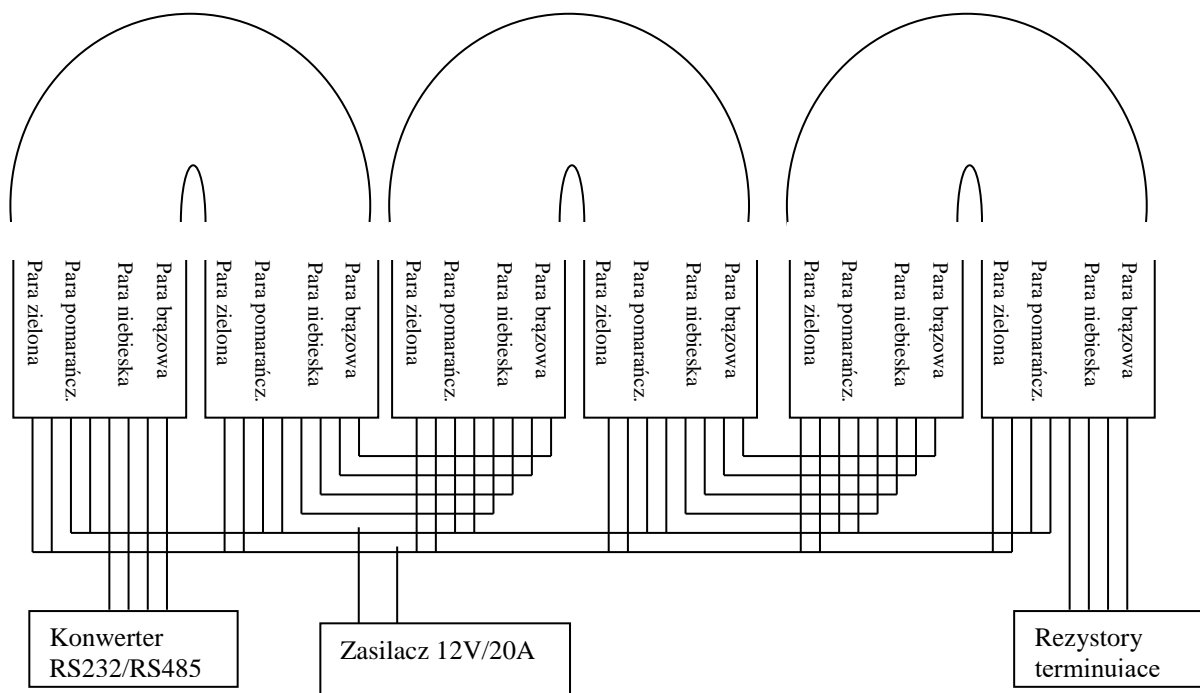 Para zielona
Para pomarańcz.
Para niebieska
Para brązowa
Para zielona
Para pomarańcz.
Para niebieska
Para brązowa
Para zielona
Para pomarańcz.
Para niebieska
Para brązowa
Para zielona
Para pomarańcz.
Para niebieska
Para brązowa
Para zielona
Para pomarańcz.
Para niebieska
Para brązowa
Para zielona
Para pomarańcz.
Para niebieska
Para brązowa
Konwerter
RS232/RS485
Zasilacz 12V/20A
Rezystory
terminujace